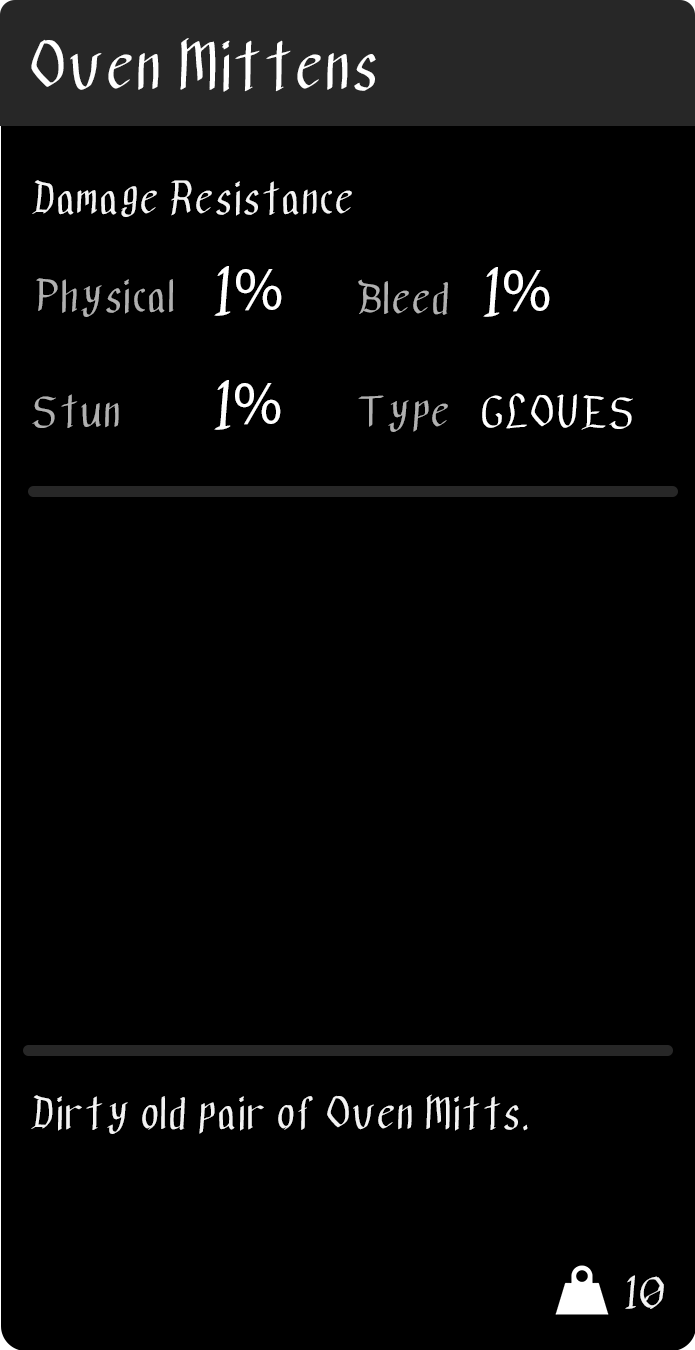 Oven Mittens
Damage Resistance
Physical 1% Bleed 1%
Stun 1% Type GLOVES
Dirty old pair of Oven Mitts.
10